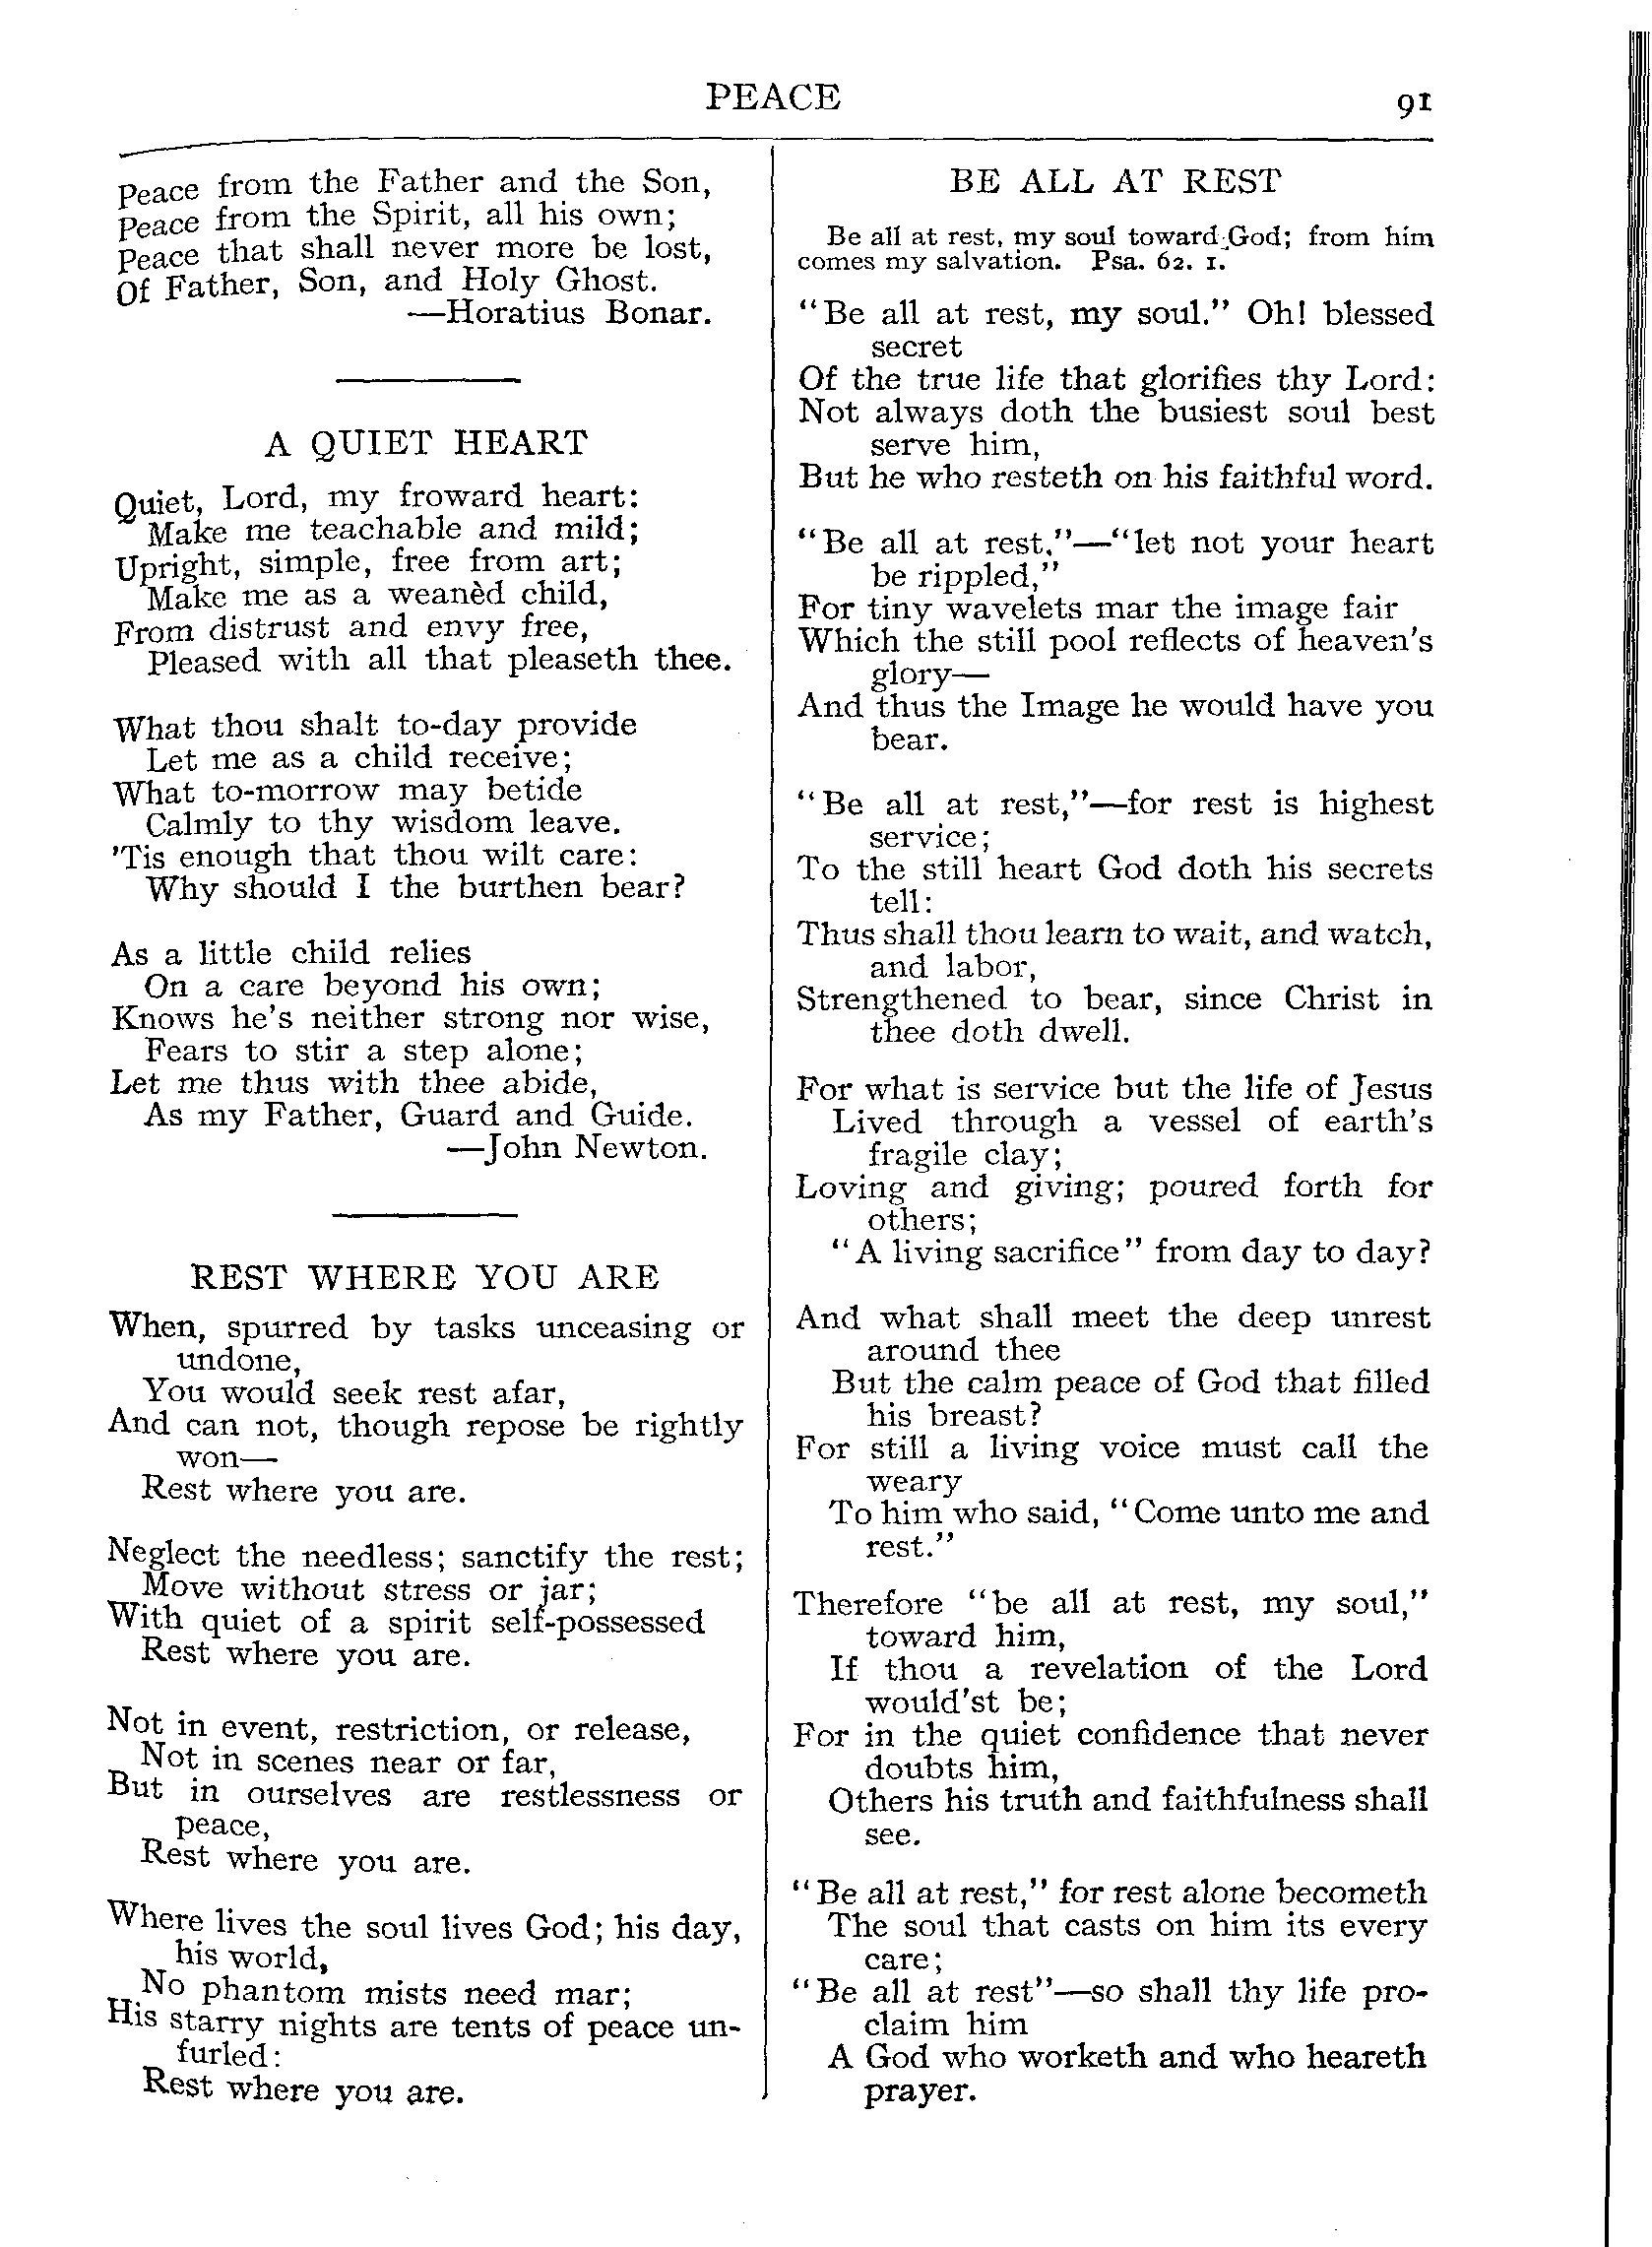 PEACE
91
Peace from the Father and the Son,
Peace from the Spirit, all his own;
Peace that shall never more be lost,
Of Father, Son, and Holy Ghost.
—Horatius Bonar.
A QUIET HEART
Quiet, Lord, my froward heart:
Make me teachable and mild;
Upright, simple, free from art;
Make me as a weanèd child,
From distrust and envy free,
Pleased with all that pleaseth thee.
What thou shalt to-day provide
Let me as a child receive;
What to-morrow may betide
Calmly to thy wisdom leave.
'Tis enough that thou wilt care:
Why should I the burthen bear?
As a little child relies
On a care beyond his own;
Knows he's neither strong nor wise,
Fears to stir a step alone;
Let me thus with thee abide,
As my Father, Guard and Guide.
—John Newton.
REST WHERE YOU ARE
When, spurred by tasks unceasing or
undone,
You would seek rest afar,
And can not, though repose be rightly
won—
Rest where you are.
Neglect the needless; sanctify the rest;
Move without stress or jar;
With quiet of a spirit self-possessed
Rest where you are.
Not in event, restriction, or release,
Not in scenes near or far,
But in ourselves are restlessness or
peace,
Rest where you are.
Where lives the soul lives God; his day,
his world,
No phantom mists need mar;
His starry nights are tents of peace un-
furled:
Rest where you are.
BE ALL AT REST
Be all at rest, my soul toward God; from him
comes my salvation. Psa. 62. 1.
"Be all at rest, my soul." Oh! blessed
secret
Of the true life that glorifies thy Lord:
Not always doth the busiest soul best
serve him,
But he who resteth on his faithful word.
"Be all at rest,"—"let not your heart
be rippled,"
For tiny wavelets mar the image fair
Which the still pool reflects of heaven's
glory—
And thus the Image he would have you
bear.
"Be all at rest,"—for rest is highest
service;
To the still heart God doth his secrets
tell:
Thus shall thou learn to wait, and watch,
and labor,
Strengthened to bear, since Christ in
thee doth dwell.
For what is service but the life of Jesus
Lived through a vessel of earth's
fragile clay;
Loving and giving; poured forth for
others;
"A living sacrifice" from day to day?
And what shall meet the deep unrest
around thee
But the calm peace of God that filled
his breast?
For still a living voice must call the
weary
To him who said, "Come unto me and
rest."
Therefore "be all at rest, my soul,"
toward him,
If thou a revelation of the Lord
would'st be;
For in the quiet confidence that never
doubts him,
Others his truth and faithfulness shall
see.
"Be all at rest," for rest alone becometh
The soul that casts on him its every
care;
"Be all at rest"—so shall thy life pro-
claim him
A God who worketh and who heareth
prayer.